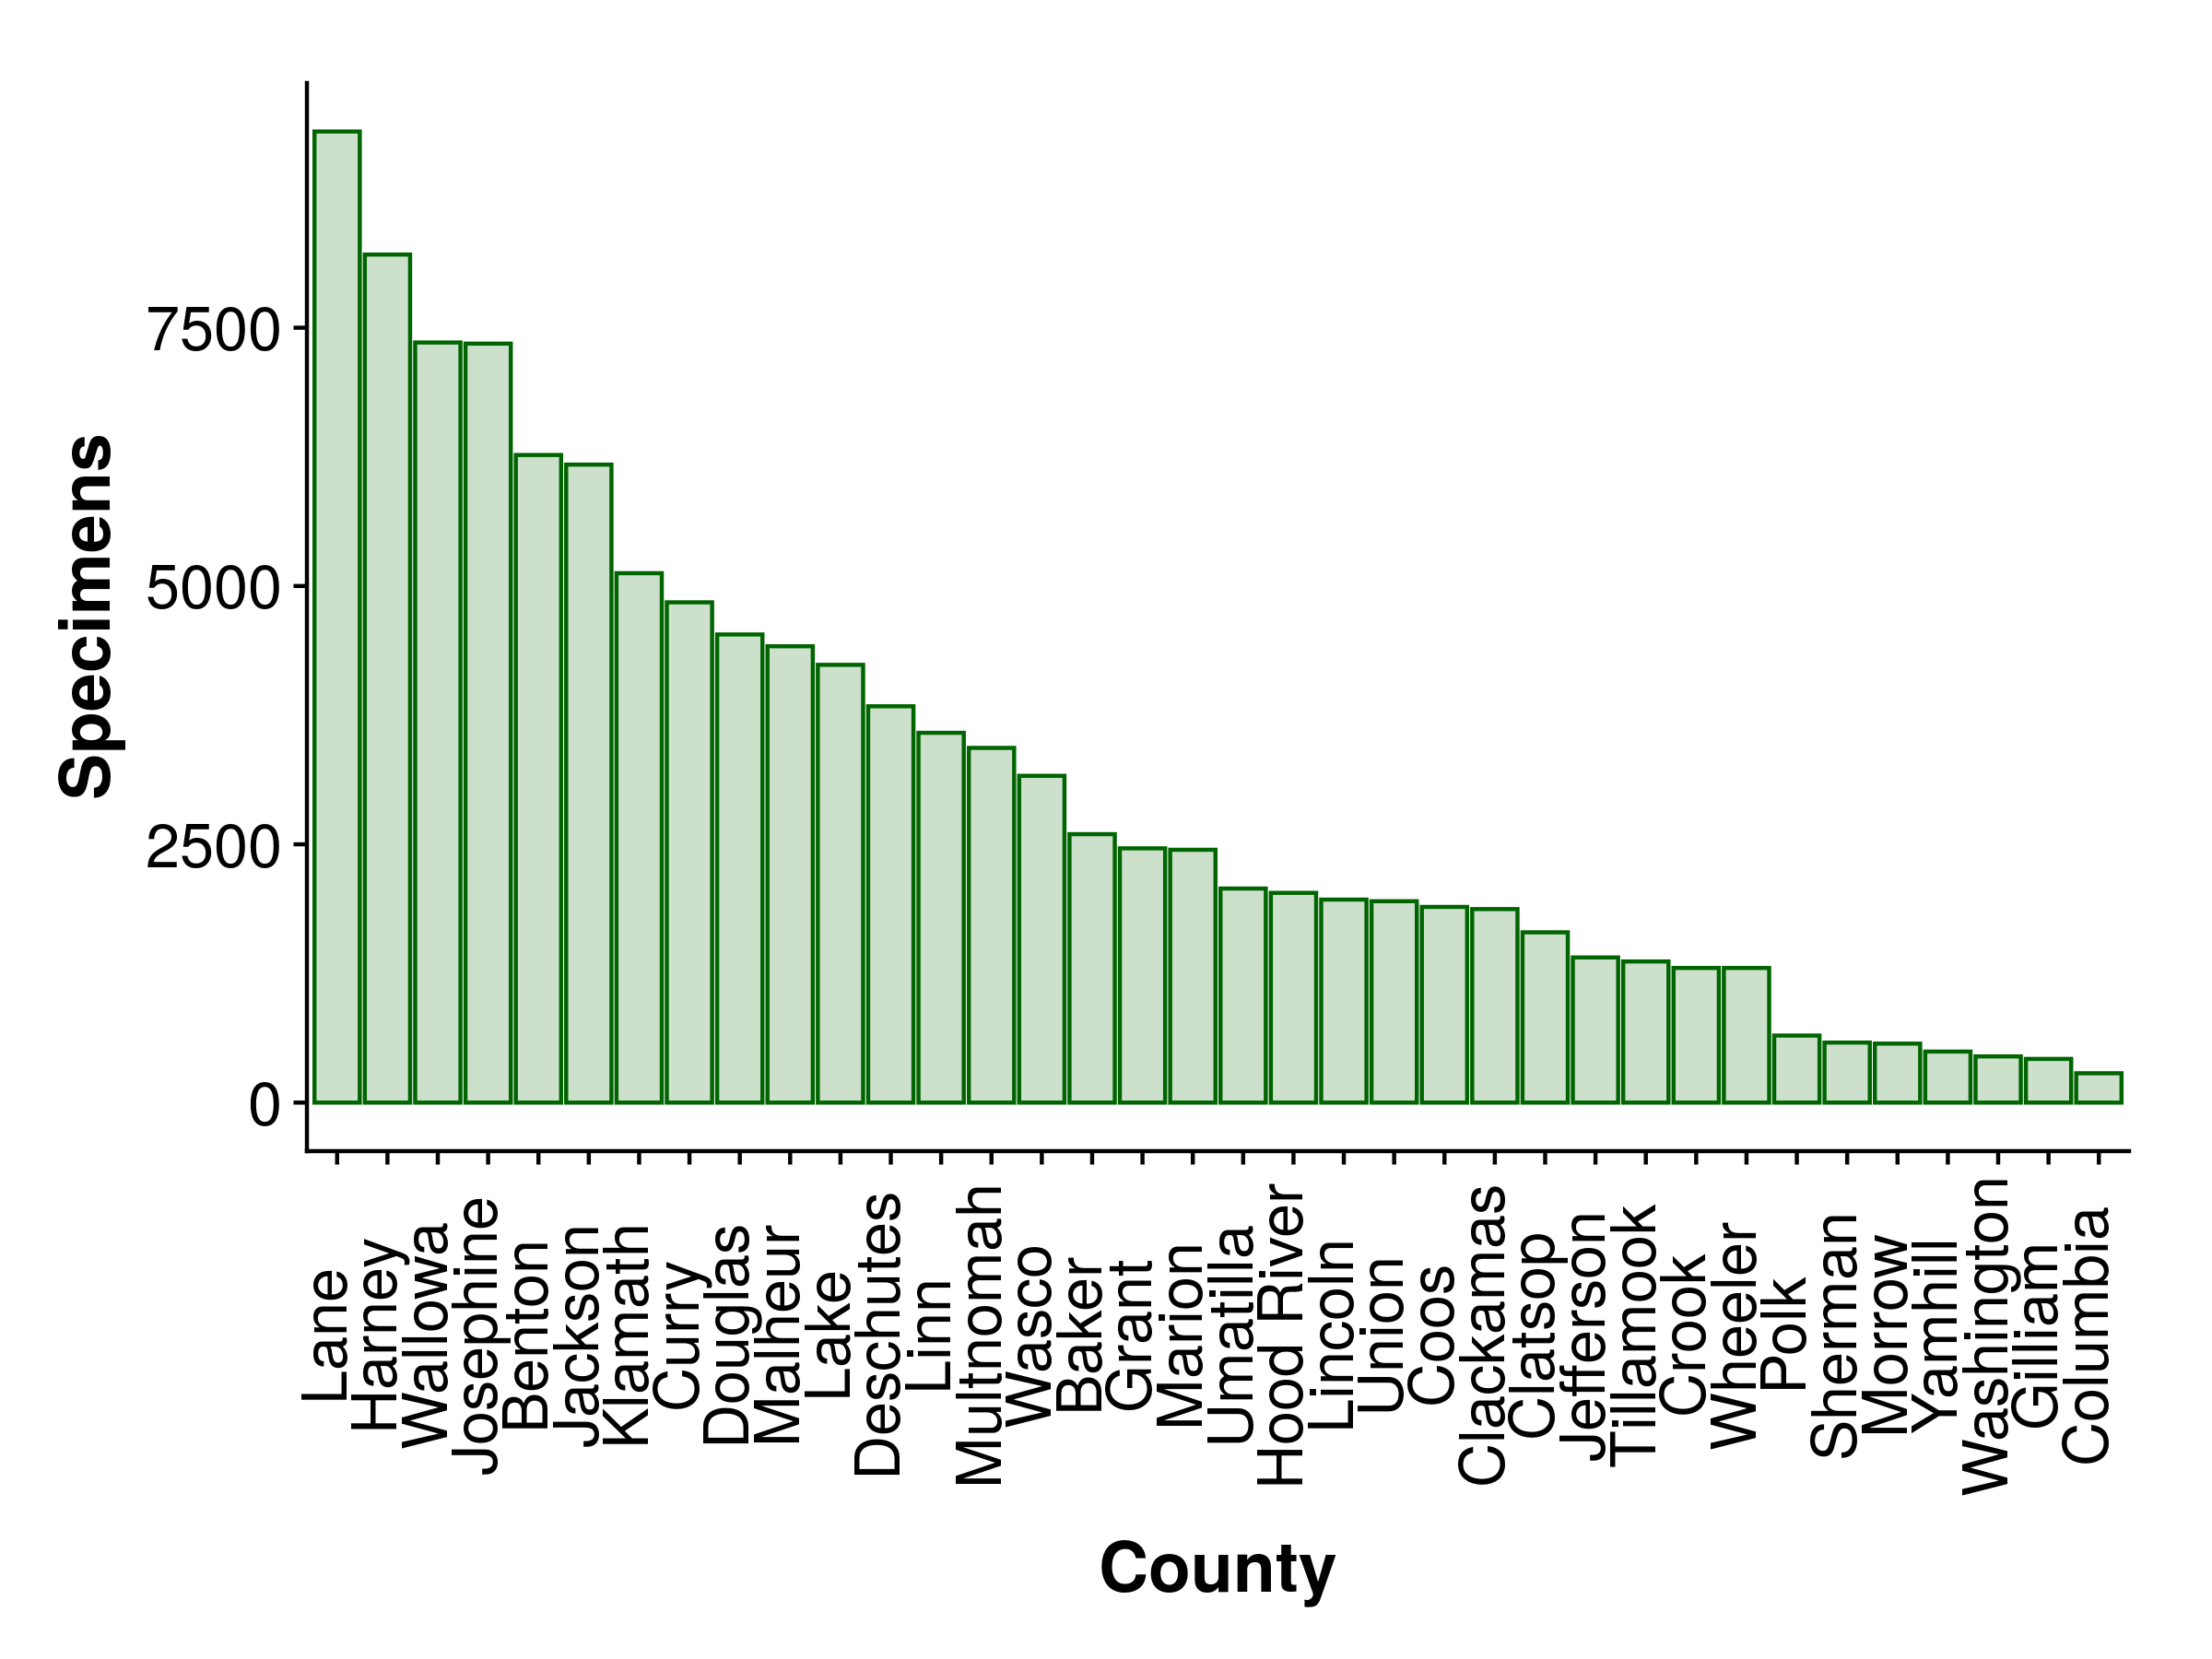 Specimens
7500
5000
2500
0
Lane
Harney
Wallowa
Josephine
Benton
Jackson
Klamath
Curry
Douglas
Malheur
Lake
Deschutes
Linn
Multnomah
Wasco
Baker
Grant
Marion
Umatilla
Hood River
Lincoln
Union
Coos
Clackamas
Clatsop
Jefferson
Tillamook
Crook
Wheeler
Polk
Sherman
Morrow
Yamhill
Washington
Gilliam
Columbia
County